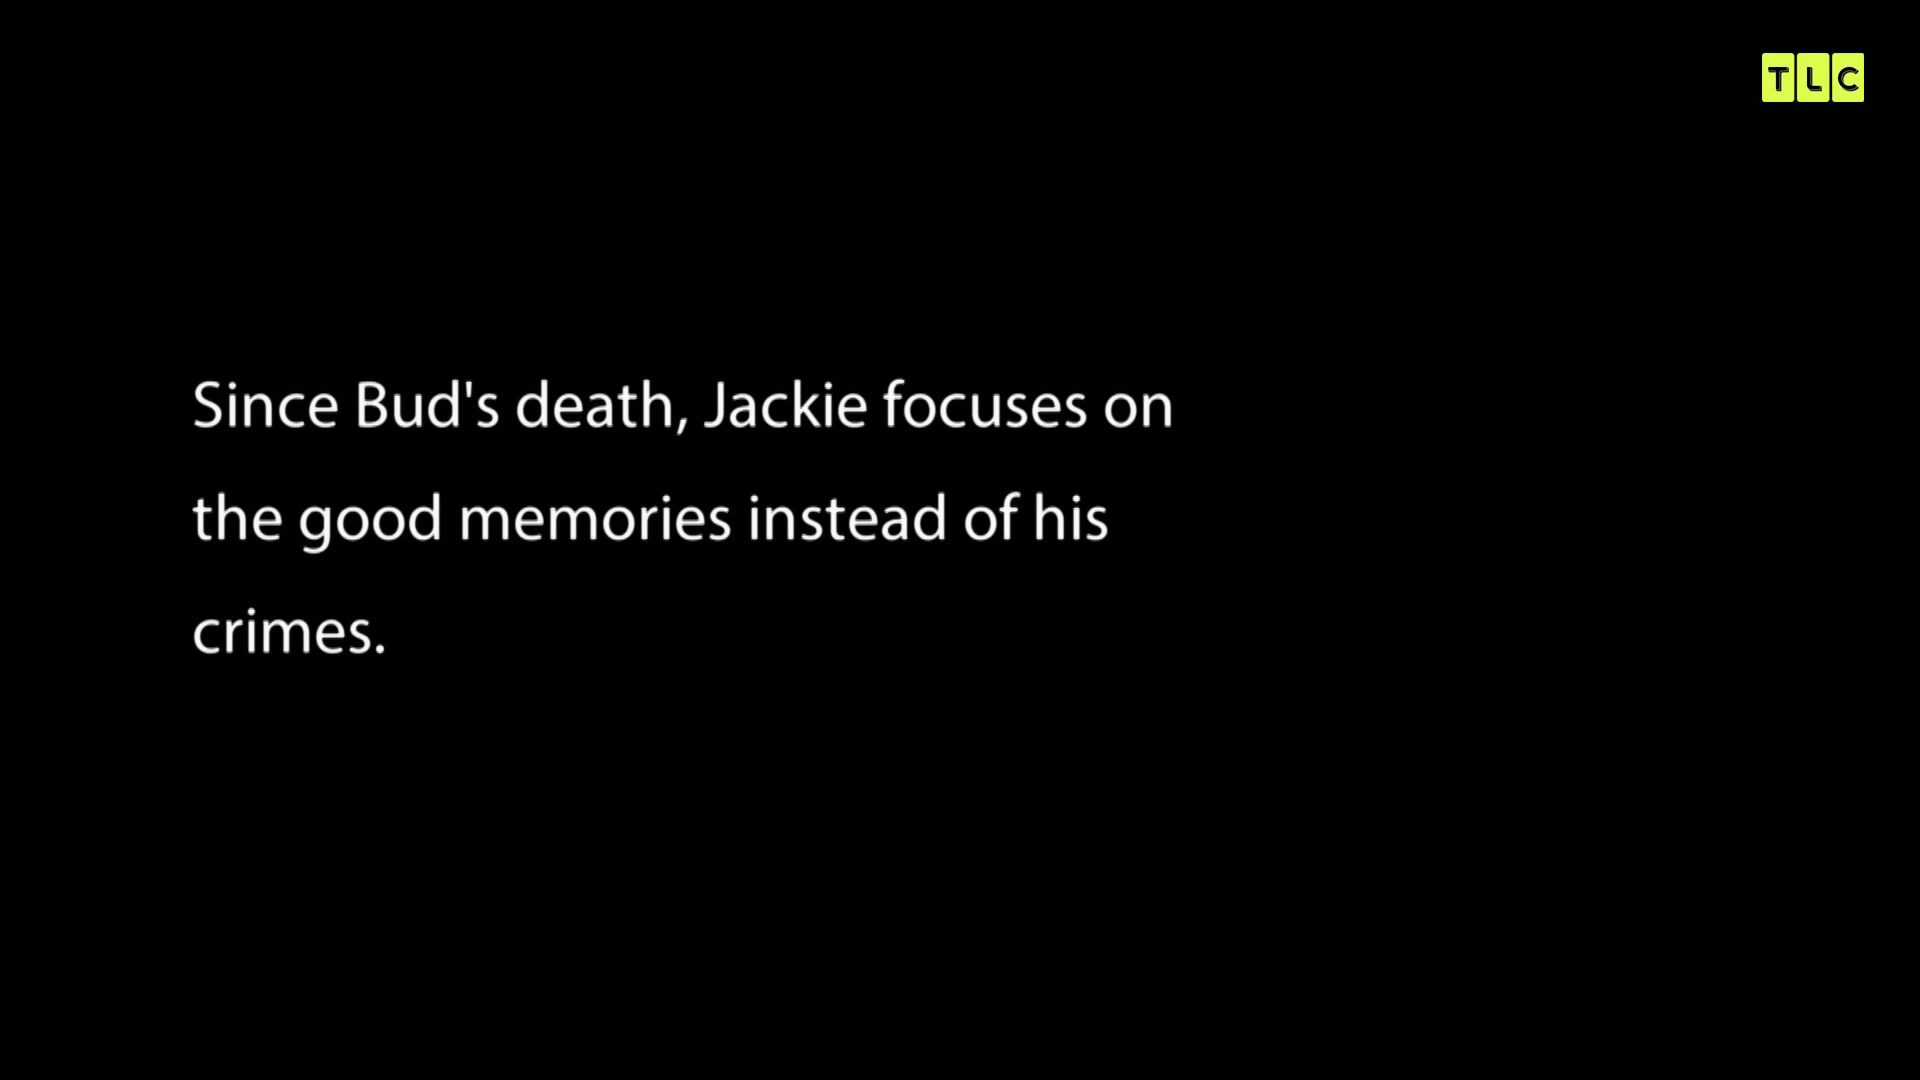 TLC
Since Bud's death, Jackie focuses on
the good memories instead of his
crimes.